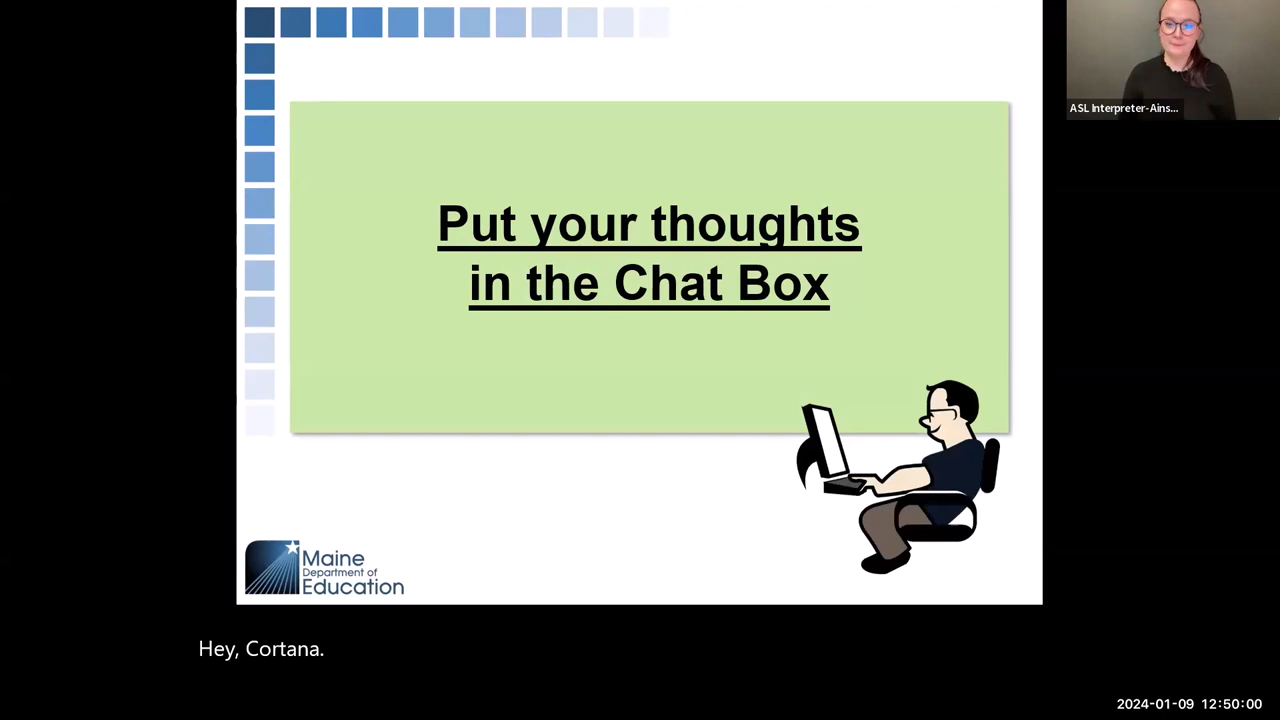 ASL Interpreter-Ains...
Put your thoughts
in the Chat Box
Maine
Department of
Education
Hey, Cortana.
2024-01-09 12:50:00